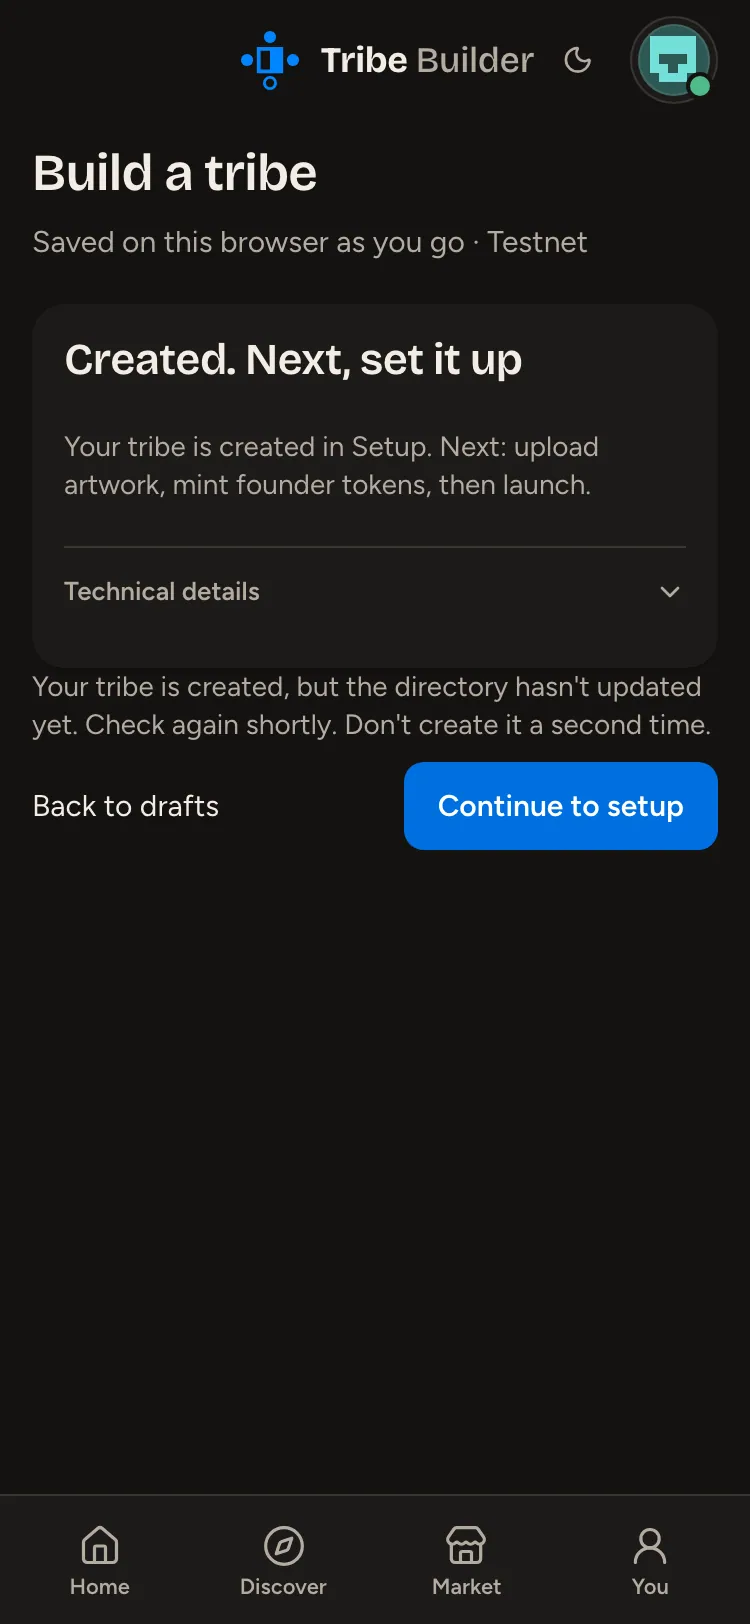 Tribe Builder
Build a tribe
Saved on this browser as you go · Testnet
Created. Next, set it up
Your tribe is created in Setup. Next: upload
artwork, mint founder tokens, then launch.
Technical details
Your tribe is created, but the directory hasn't updated
yet. Check again shortly. Don't create it a second time.
Back to drafts
Continue to setup
Home
Discover
Market
You